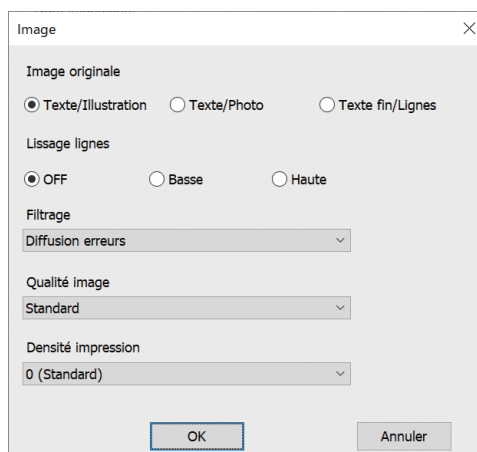 Image
Image originale
Texte/Illustration Texte/Photo Texte fin/Lignes
Lissage lignes
OFF Basse Haute
Filtrage
Diffusion erreurs
Qualité image
Standard
Densité impression
0 (Standard)
OK Annuler